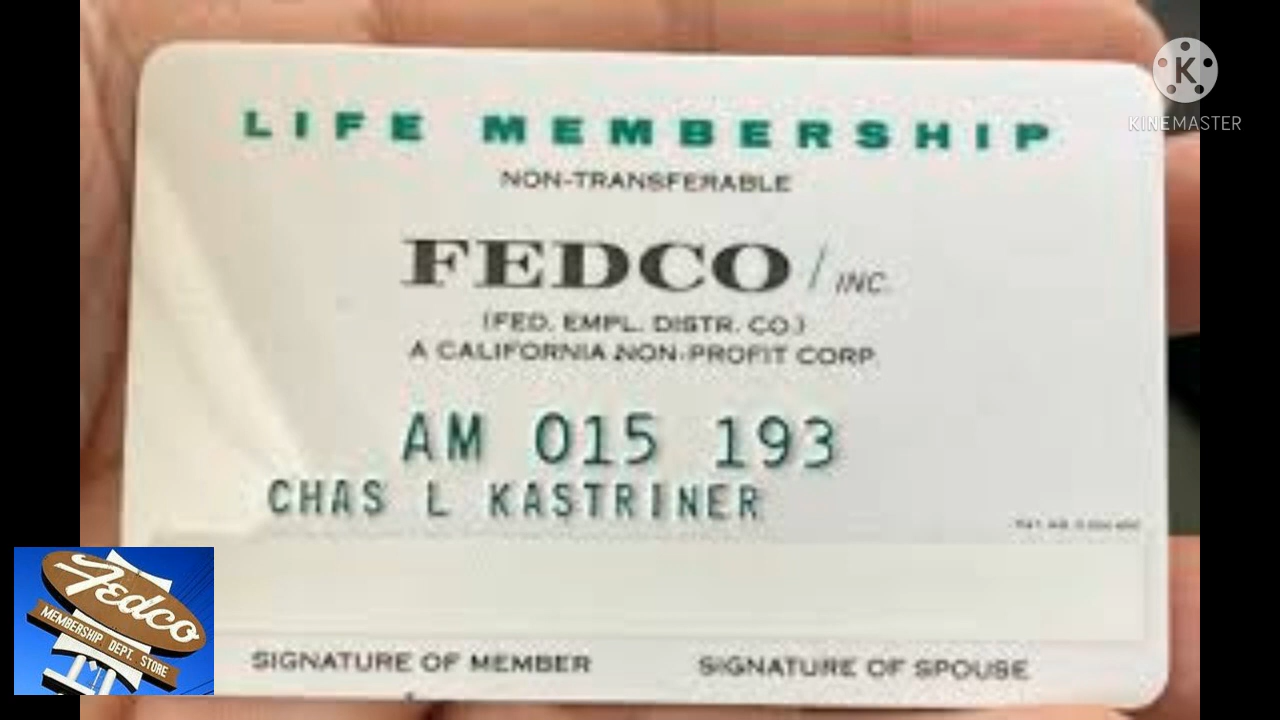 K
KINEMASTER
LIFE MEMBERSHIP
NON-TRANSFERABLE
FEDCO / INC.
(FED. EMPL. DISTR. CO.)
A CALIFORNIA NON-PROFIT CORP.
AM 015 193
CHAS L KASTRINER
SIGNATURE OF MEMBER SIGNATURE OF SPOUSE
Fedco
MEMBERSHIP DEPT. STORE